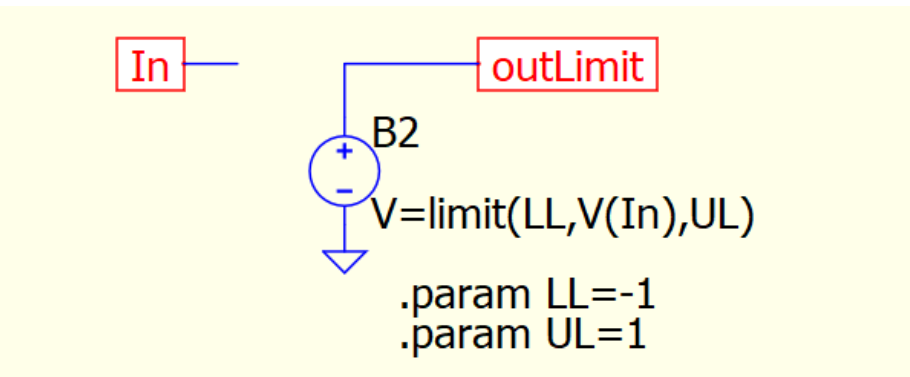 In
outLimit
B2
V=limit(LL,V(In),UL)
.param LL=-1
.param UL=1